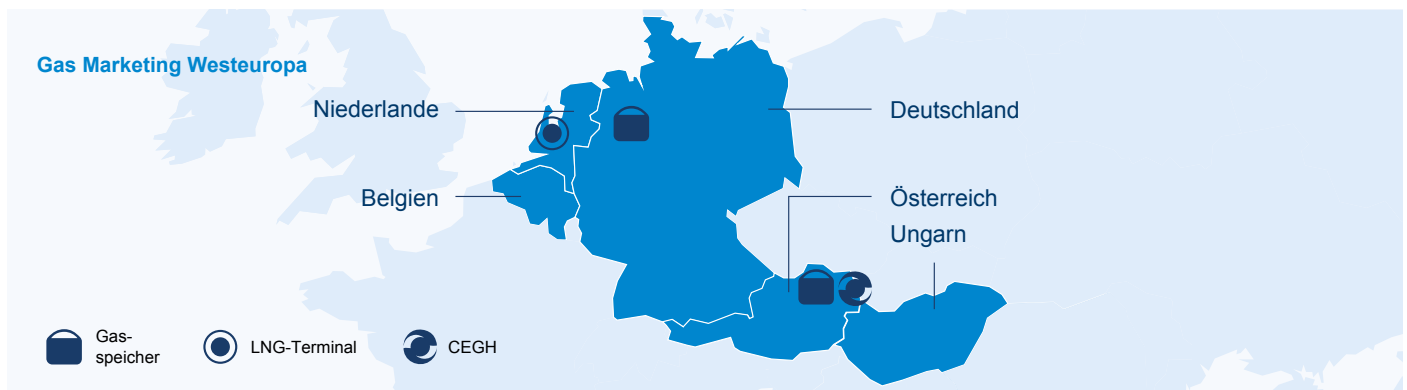 Gas Marketing Westeuropa
Niederlande
Deutschland
Belgien
Österreich
Ungarn
Gas-
speicher
LNG-Terminal
CEGH